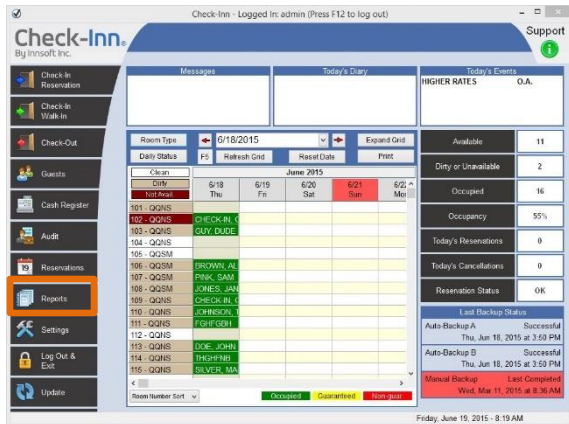 Check-Inn - Logged In: admin (Press F12 to log out)
Check-Inn®
By Innsoft Inc.
Support
Check-In
Reservation
Check-In
Walk-In
Check-Out
Guests
Cash Register
Audit
19
Reservations
Reports
Settings
Log Out &
Exit
Update
Messages
Today's Diary
Today's Events
HIGHER RATES O.A.
Room Type 6/18/2015 Expand Grid
Daily Status F5 Refresh Grid Reset Date Print
Clean June 2015
Dirty 6/18 6/19 6/20 6/21 6/22
Not Avail. Thu Fri Sat Sun Mon
101 - QQNS
102 - QQNS CHECK-IN, C
103 - QQNS GUY, DUDE
104 - QQNS
105 - QQSM
106 - QQSM BROWN, AL
107 - QQSM PINK, SAM
108 - QQSM JONES, JAN
109 - QQNS CHECK-IN, C
110 - QQNS JOHNSON, T
111 - QQNS FGHFGBH
112 - QQNS
113 - QQNS DOE, JOHN
114 - QQNS THGHFNB
115 - QQNS SILVER, MA
Room Number Sort Occupied Guaranteed Non-guar
Available 11
Dirty or Unavailable 2
Occupied 16
Occupancy 55%
Today's Reservations 0
Today's Cancellations 0
Reservation Status OK
Last Backup Status
Auto-Backup A Successful
Thu, Jun 18, 2015 at 3:50 PM
Auto-Backup B Successful
Thu, Jun 18, 2015 at 3:50 PM
Manual Backup Last Completed
Wed, Mar 11, 2015 at 8:36 AM
Friday, June 19, 2015 - 8:19 AM